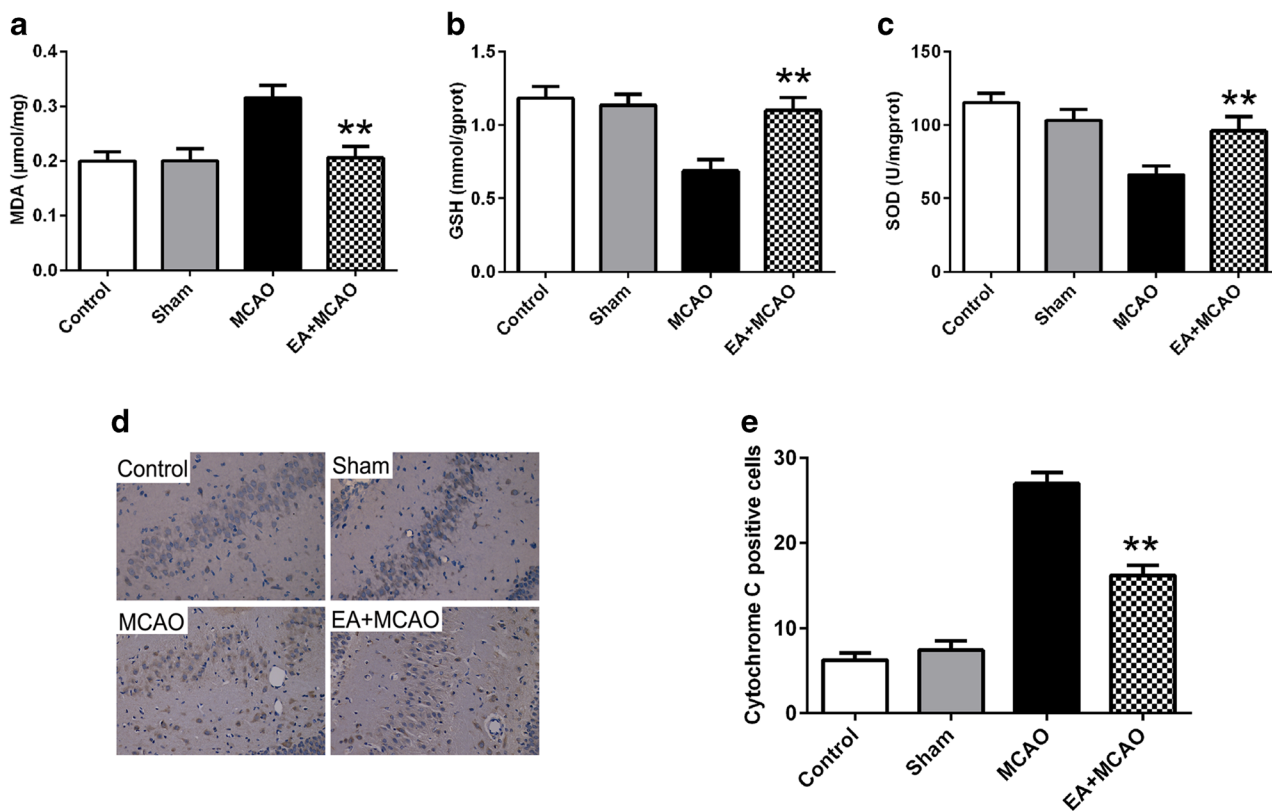 a
MDA (μmol/mg)
0.4
0.3
0.2
0.1
0.0
**
Control
Sham
MCAO
EA+MCAO
b
GSH (mmol/gprot)
1.5
1.0
0.5
0.0
**
Control
Sham
MCAO
EA+MCAO
c
SOD (U/mgprot)
150
100
50
0
**
Control
Sham
MCAO
EA+MCAO
d
Control
Sham
MCAO
EA+MCAO
e
Cytochrome C positive cells
30
20
10
0
**
Control
Sham
MCAO
EA+MCAO